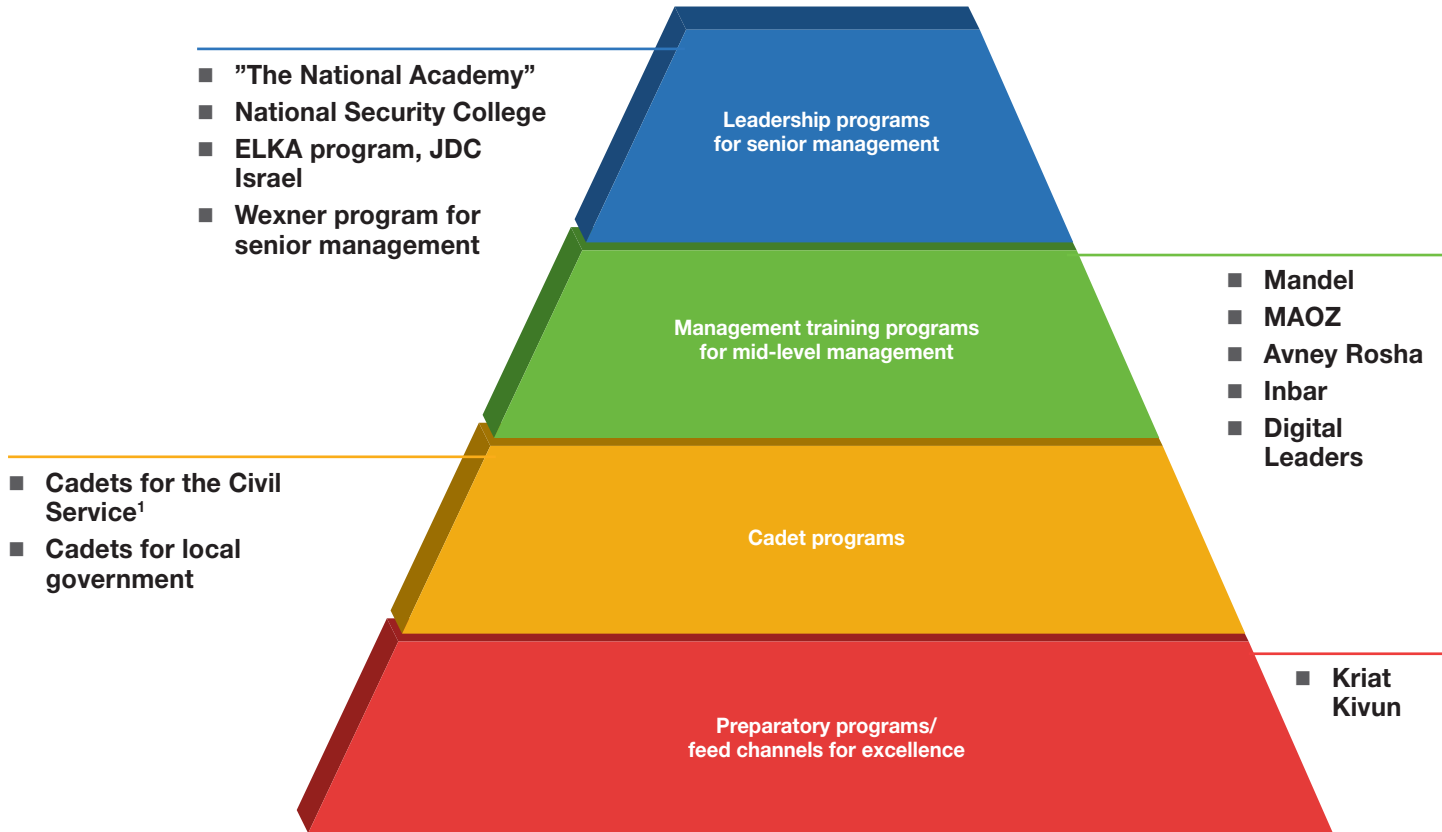 ”The National Academy”
National Security College
ELKA program, JDC
Israel
Wexner program for
senior management
Leadership programs
for senior management
Management training programs
for mid-level management
Mandel
MAOZ
Avney Rosha
Inbar
Digital
Leaders
Cadets for the Civil
Service¹
Cadets for local
government
Cadet programs
Preparatory programs/
feed channels for excellence
Kriat
Kivun